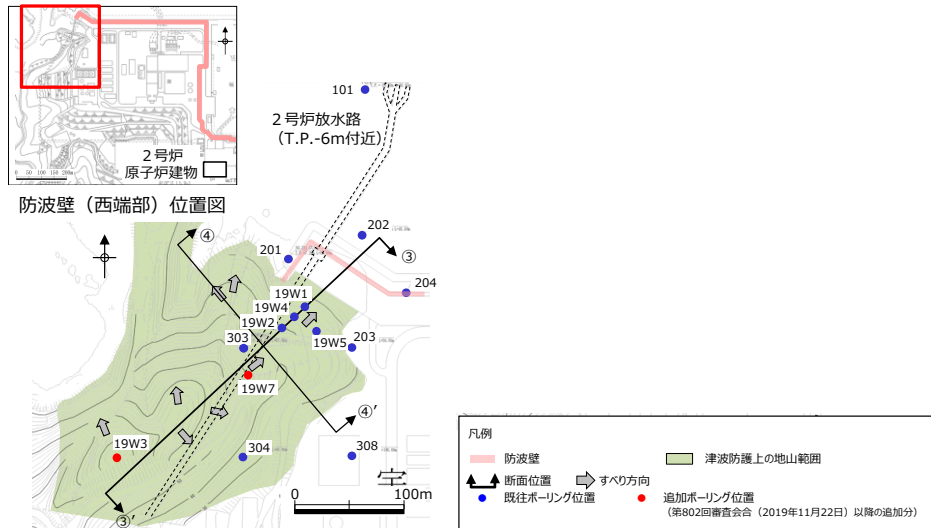 2号炉
原子炉建物
0 50 100 150 200m
防波壁（西端部）位置図
101
2号炉放水路
（T.P.-6m付近）
④
202
201
③
204
19W1
19W4
19W2
303
19W5
203
19W7
④’
19W3
304
308
岸
0 100m
③’
凡例
防波壁
津波防護上の地山範囲
断面位置
すべり方向
既往ボーリング位置
追加ボーリング位置
（第802回審査会合（2019年11月22日）以降の追加分）